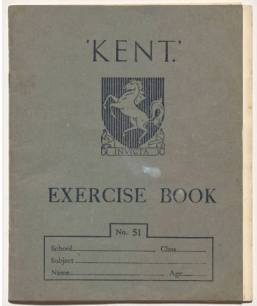 'KENT.'
INVICTA
EXERCISE BOOK
No. 51
School Class
Subject
Name Age